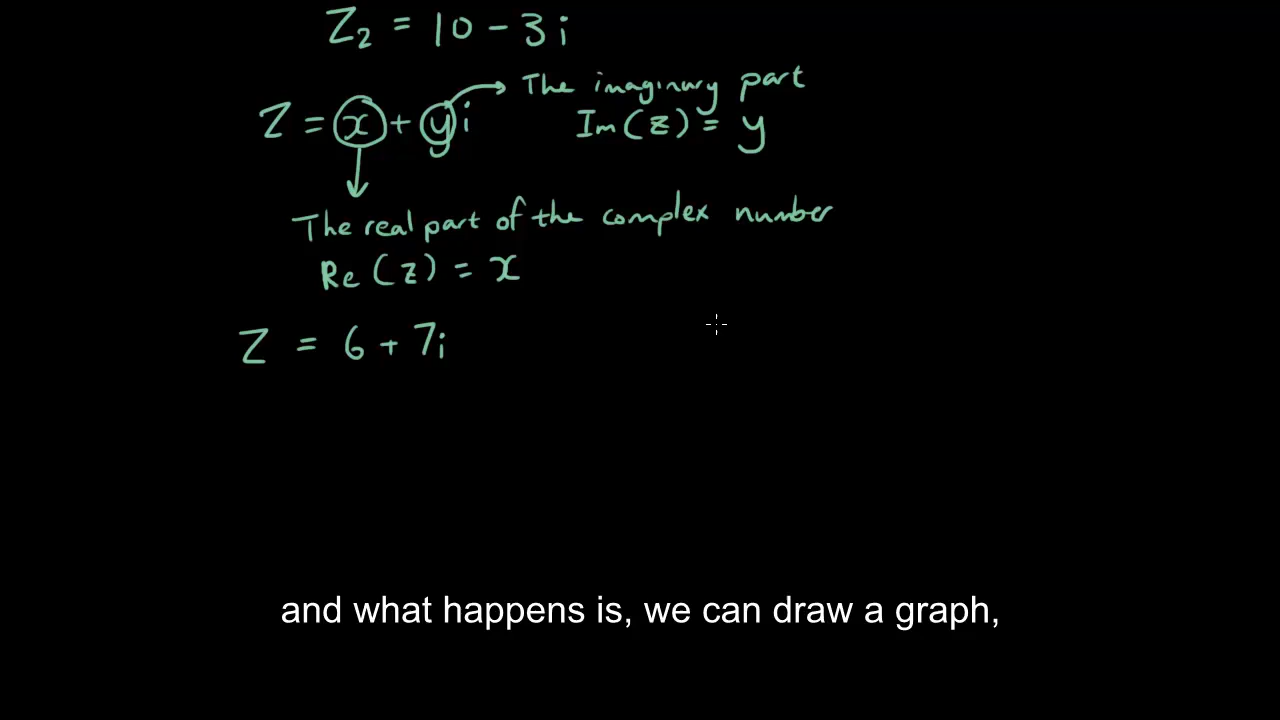 Z₂ = 10 - 3i
The imaginary part
Z = x + yi
Im(z) = y
The real part of the complex number
Re(z) = x
Z = 6 + 7i
and what happens is, we can draw a graph,